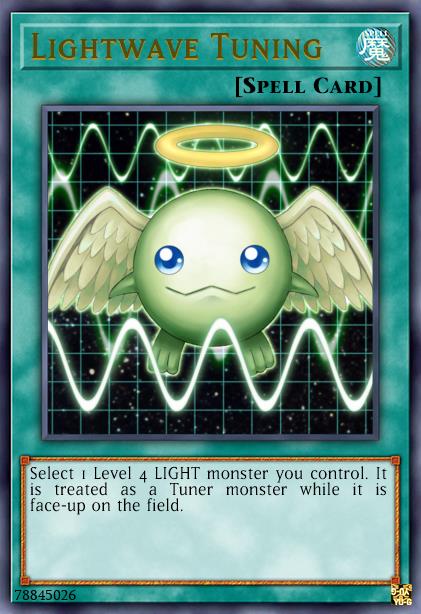 Lightwave Tuning
魔
[Spell Card]
Select 1 Level 4 LIGHT monster you control. It
is treated as a Tuner monster while it is
face-up on the field.
78845026